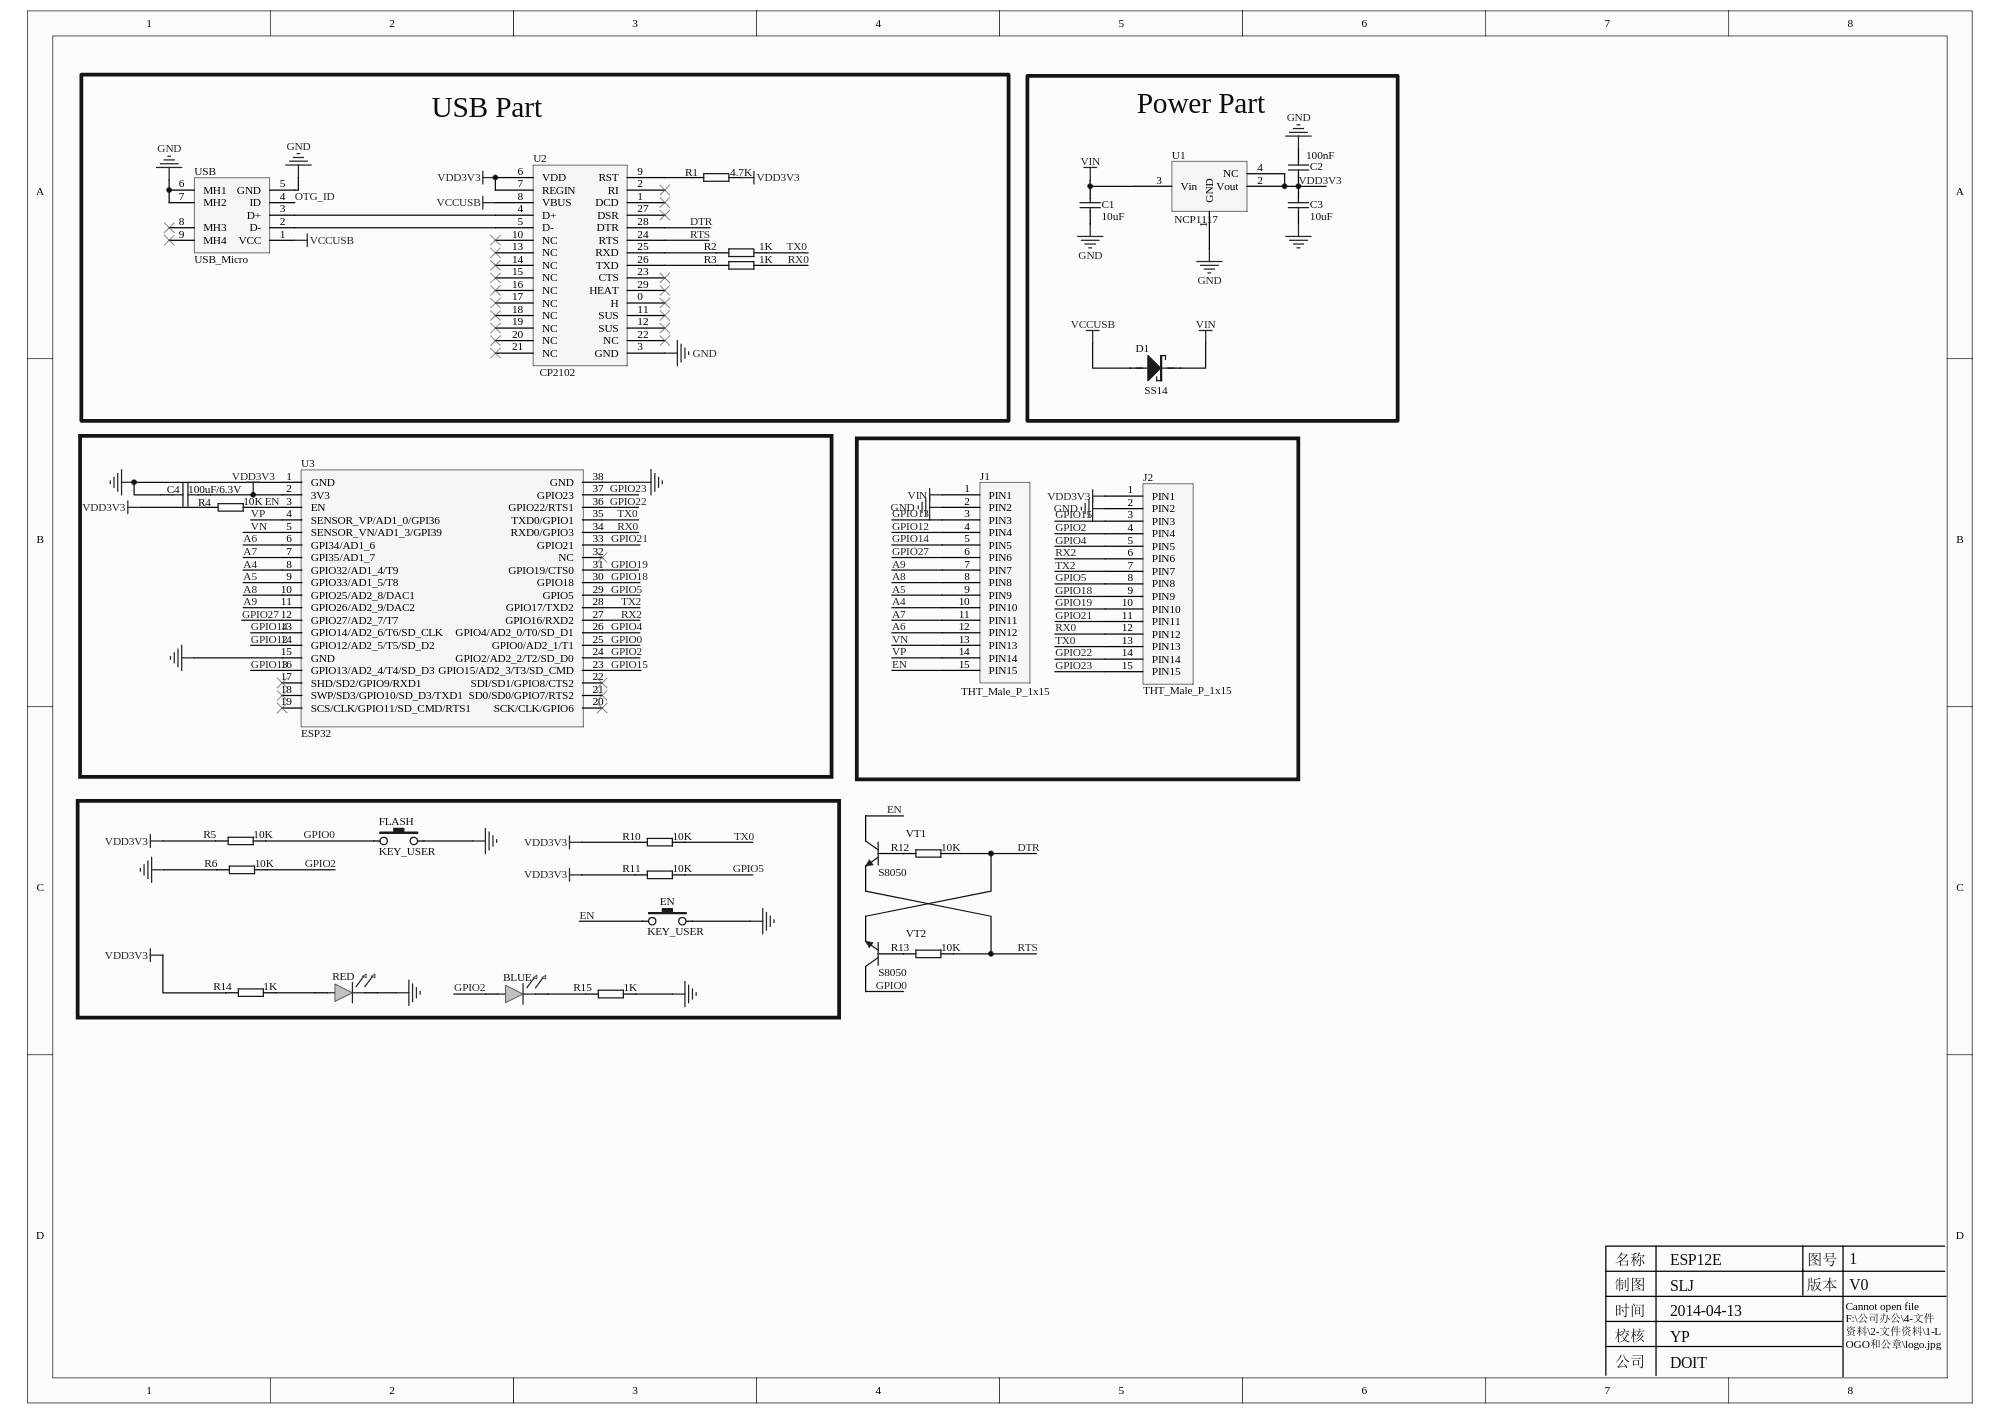 1 2 3 4 5 6 7 8
A A
B B
C C
D D
USB Part
GND
GND
USB
6 MH1 GND 5
7 MH2 ID 4 OTG_ID
D+ 3
8 MH3 D- 2
9 MH4 VCC 1 VCCUSB
USB_Micro
U2
VDD3V3 6 VDD RST 9 R1 4.7K VDD3V3
7 REGIN RI 2
VCCUSB 8 VBUS DCD 1
4 D+ DSR 27
5 D- DTR 28 DTR
10 NC RTS 24 RTS
13 NC RXD 25 R2 1K TX0
14 NC TXD 26 R3 1K RX0
15 NC CTS 23
16 NC HEAT 29
17 NC H 0
18 NC SUS 11
19 NC SUS 12
20 NC NC 22
21 NC GND 3 GND
CP2102
Power Part
GND
U1 100nF
VIN C2
NC 4
3 Vin GND Vout 2 VDD3V3
C1 C3
10uF 10uF
NCP1117
1
GND
GND
VCCUSB VIN
D1
SS14
U3
VDD3V3 1 GND GND 38
C4 100uF/6.3V 2 3V3 GPIO23 37 GPIO23
VDD3V3 R4 10K EN 3 EN GPIO22/RTS1 36 GPIO22
VP 4 SENSOR_VP/AD1_0/GPI36 TXD0/GPIO1 35 TX0
VN 5 SENSOR_VN/AD1_3/GPI39 RXD0/GPIO3 34 RX0
A6 6 GPI34/AD1_6 GPIO21 33 GPIO21
A7 7 GPI35/AD1_7 NC 32
A4 8 GPIO32/AD1_4/T9 GPIO19/CTS0 31 GPIO19
A5 9 GPIO33/AD1_5/T8 GPIO18 30 GPIO18
A8 10 GPIO25/AD2_8/DAC1 GPIO5 29 GPIO5
A9 11 GPIO26/AD2_9/DAC2 GPIO17/TXD2 28 TX2
GPIO27 12 GPIO27/AD2_7/T7 GPIO16/RXD2 27 RX2
GPIO14 13 GPIO14/AD2_6/T6/SD_CLK GPIO4/AD2_0/T0/SD_D1 26 GPIO4
GPIO12 14 GPIO12/AD2_5/T5/SD_D2 GPIO0/AD2_1/T1 25 GPIO0
15 GND GPIO2/AD2_2/T2/SD_D0 24 GPIO2
GPIO13 16 GPIO13/AD2_4/T4/SD_D3 GPIO15/AD2_3/T3/SD_CMD 23 GPIO15
17 SHD/SD2/GPIO9/RXD1 SDI/SD1/GPIO8/CTS2 22
18 SWP/SD3/GPIO10/SD_D3/TXD1 SD0/SD0/GPIO7/RTS2 21
19 SCS/CLK/GPIO11/SD_CMD/RTS1 SCK/CLK/GPIO6 20
ESP32
J1
VIN 1 PIN1
GND 2 PIN2
GPIO13 3 PIN3
GPIO12 4 PIN4
GPIO14 5 PIN5
GPIO27 6 PIN6
A9 7 PIN7
A8 8 PIN8
A5 9 PIN9
A4 10 PIN10
A7 11 PIN11
A6 12 PIN12
VN 13 PIN13
VP 14 PIN14
EN 15 PIN15
THT_Male_P_1x15
J2
VDD3V3 1 PIN1
GND 2 PIN2
GPIO15 3 PIN3
GPIO2 4 PIN4
GPIO4 5 PIN5
RX2 6 PIN6
TX2 7 PIN7
GPIO5 8 PIN8
GPIO18 9 PIN9
GPIO19 10 PIN10
GPIO21 11 PIN11
RX0 12 PIN12
TX0 13 PIN13
GPIO22 14 PIN14
GPIO23 15 PIN15
THT_Male_P_1x15
FLASH
VDD3V3 R5 10K GPIO0
KEY_USER
R6 10K GPIO2
VDD3V3 R10 10K TX0
VDD3V3 R11 10K GPIO5
EN
EN
KEY_USER
VDD3V3
R14 1K RED
GPIO2 BLUE R15 1K
EN
VT1
R12 10K DTR
S8050
VT2
R13 10K RTS
S8050
GPIO0
名称 ESP12E 图号 1
制图 SLJ 版本 V0
时间 2014-04-13
校核 YP
公司 DOIT
Cannot open file
F:\公司办公\4-文件
资料\2-文件资料\1-L
OGO和公章\logo.jpg
1 2 3 4 5 6 7 8